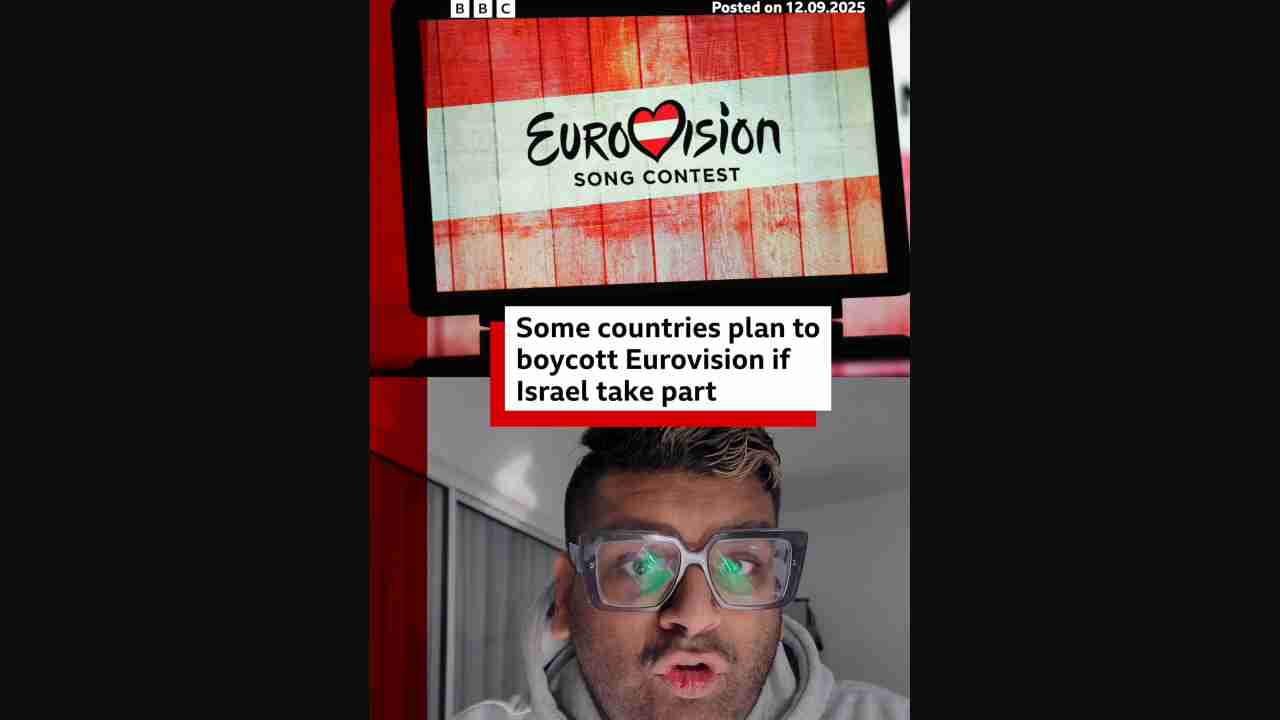 BBC
Posted on 12.09.2025
EUROVISION
SONG CONTEST
Some countries plan to
boycott Eurovision if
Israel take part